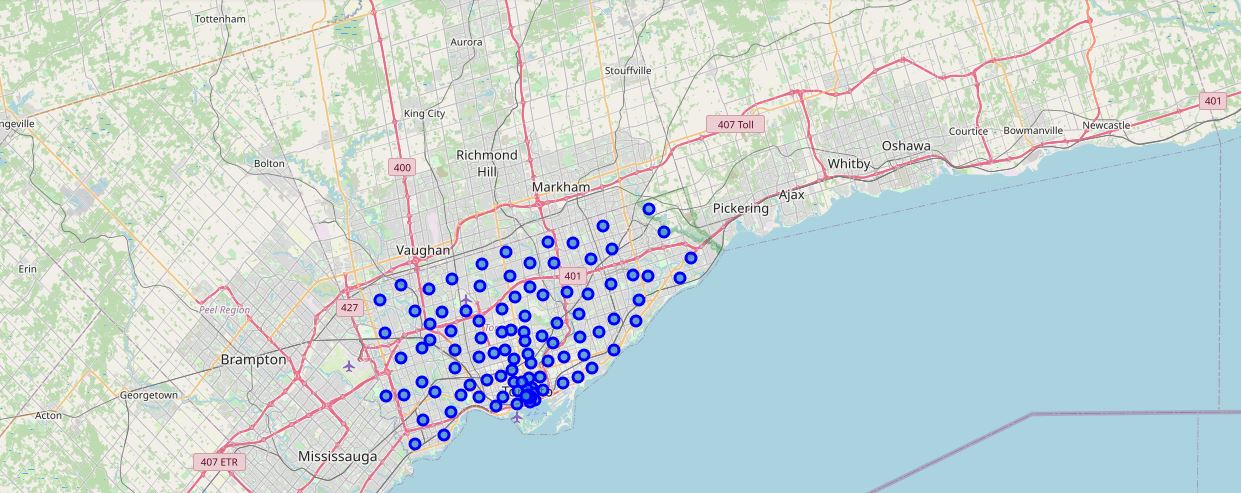 Tottenham
Aurora
Stouffville
401
King City
407 Toll
ngeville
Newcastle
Courtice
Bowmanville
Oshawa
Richmond
Hill
Bolton
400
Whitby
Markham
Ajax
Pickering
Vaughan
Erin
401
427
Peel Region
Brampton
Georgetown
Acton
Mississauga
407 ETR